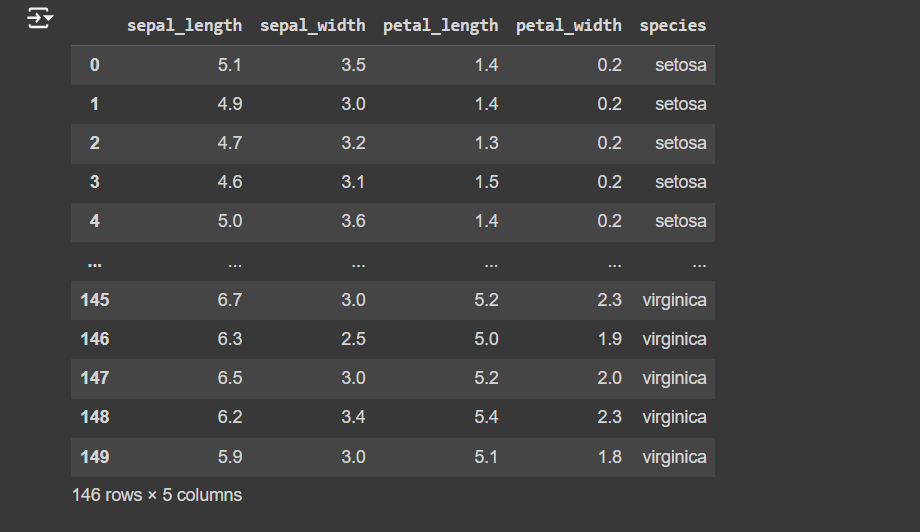 sepal_length sepal_width petal_length petal_width species
0 5.1 3.5 1.4 0.2 setosa
1 4.9 3.0 1.4 0.2 setosa
2 4.7 3.2 1.3 0.2 setosa
3 4.6 3.1 1.5 0.2 setosa
4 5.0 3.6 1.4 0.2 setosa
... ... ... ... ... ...
145 6.7 3.0 5.2 2.3 virginica
146 6.3 2.5 5.0 1.9 virginica
147 6.5 3.0 5.2 2.0 virginica
148 6.2 3.4 5.4 2.3 virginica
149 5.9 3.0 5.1 1.8 virginica
146 rows × 5 columns